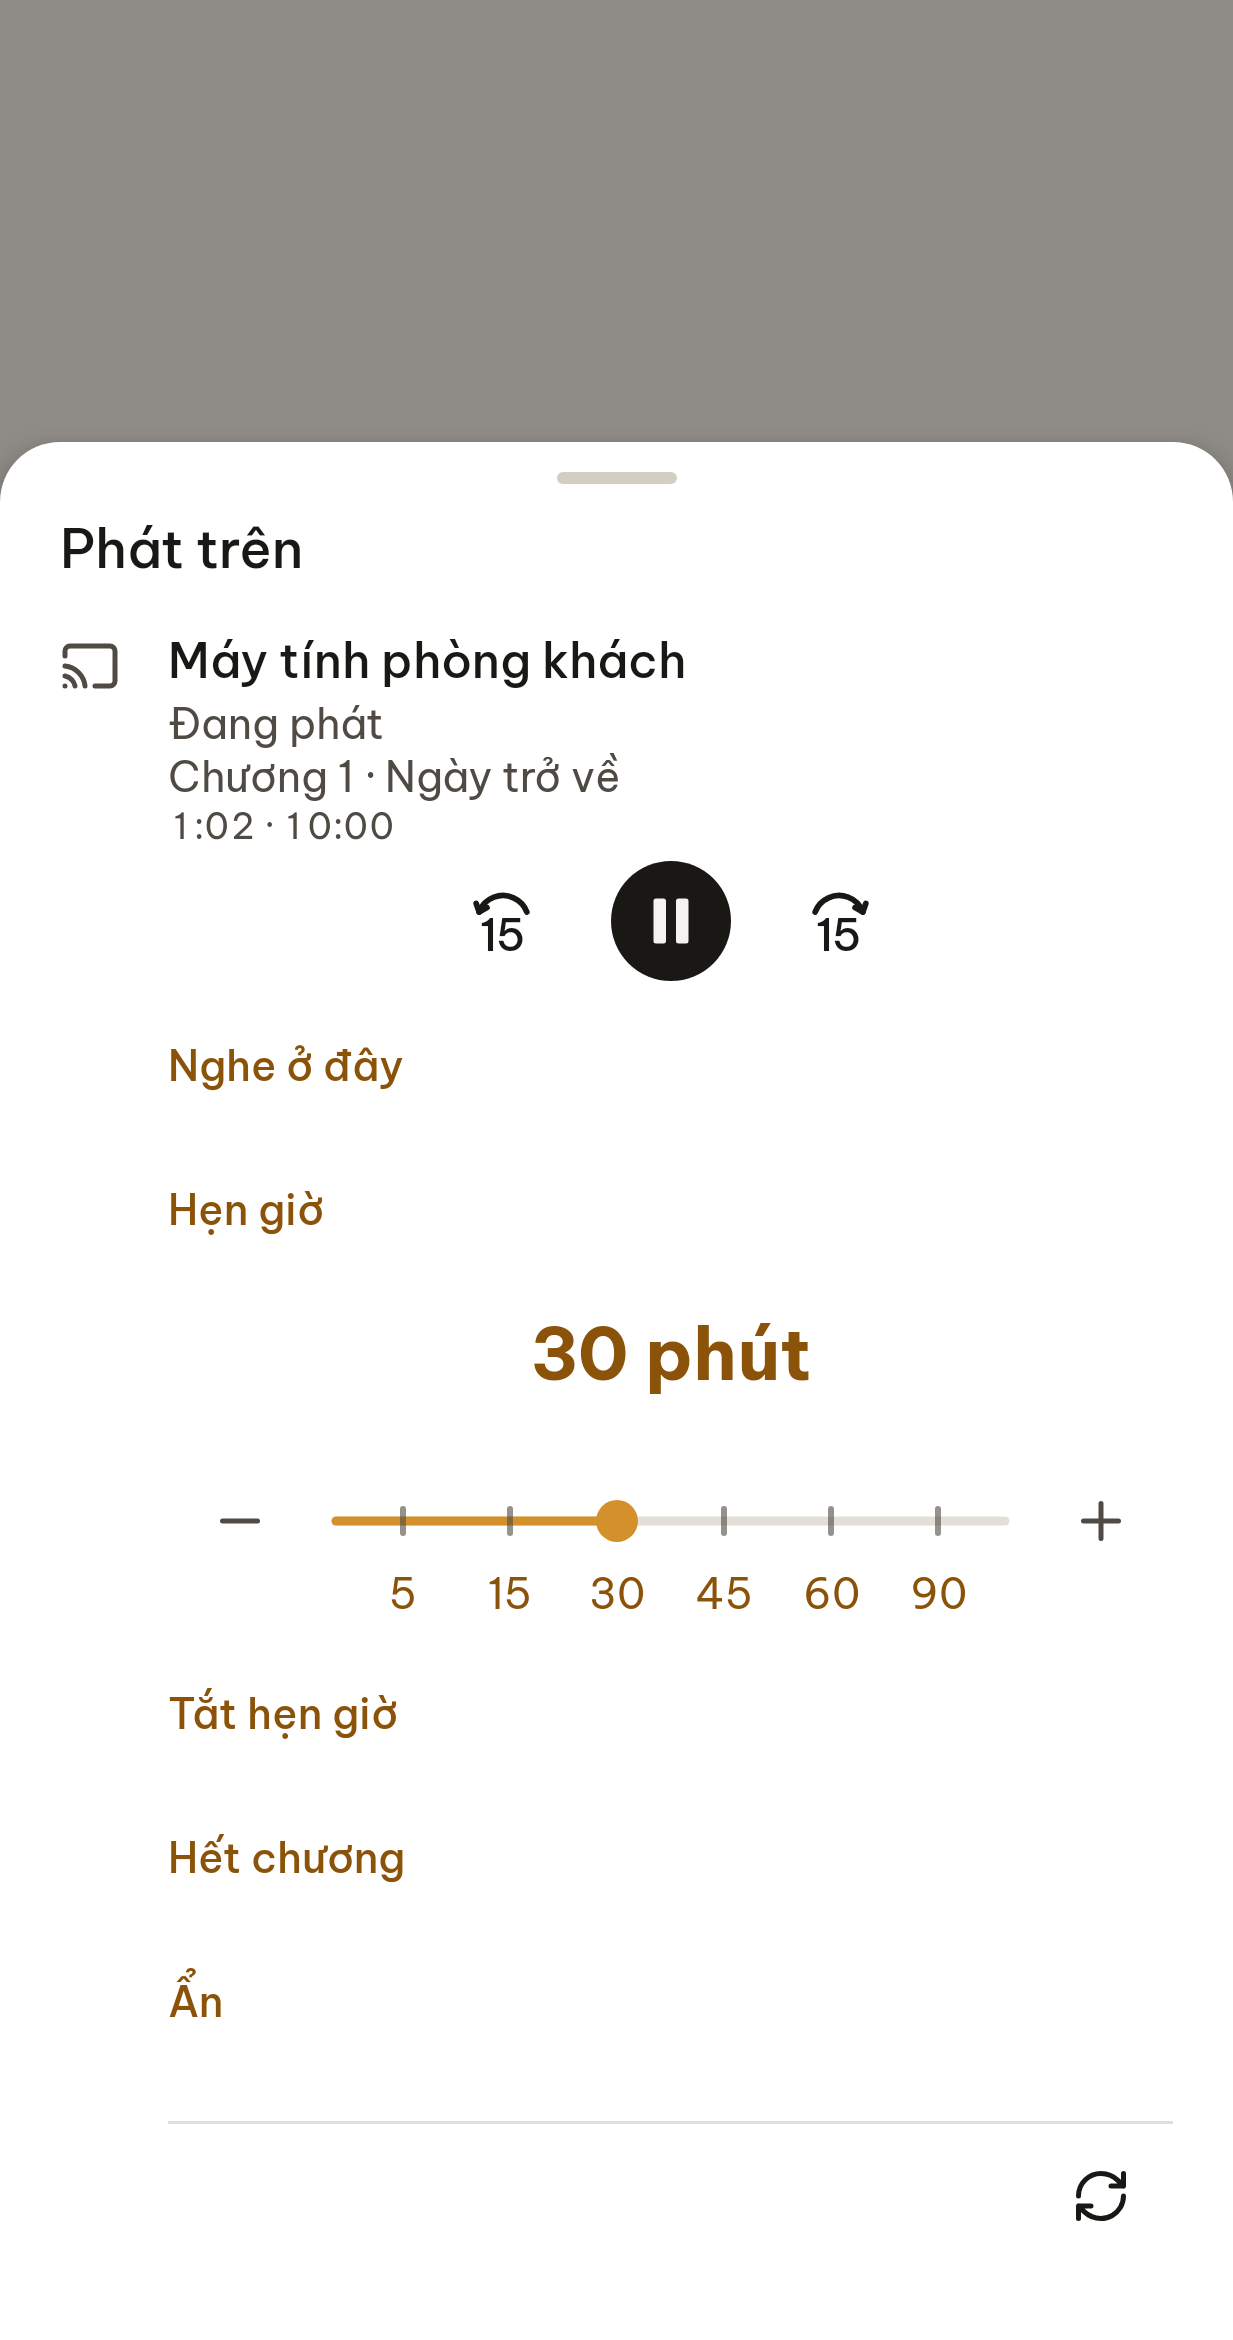 Phát trên
Máy tính phòng khách
Đang phát
Chương 1 · Ngày trở về
1:02 · 10:00
15 15
Nghe ở đây
Hẹn giờ
30 phút
5 15 30 45 60 90
Tắt hẹn giờ
Hết chương
Ẩn